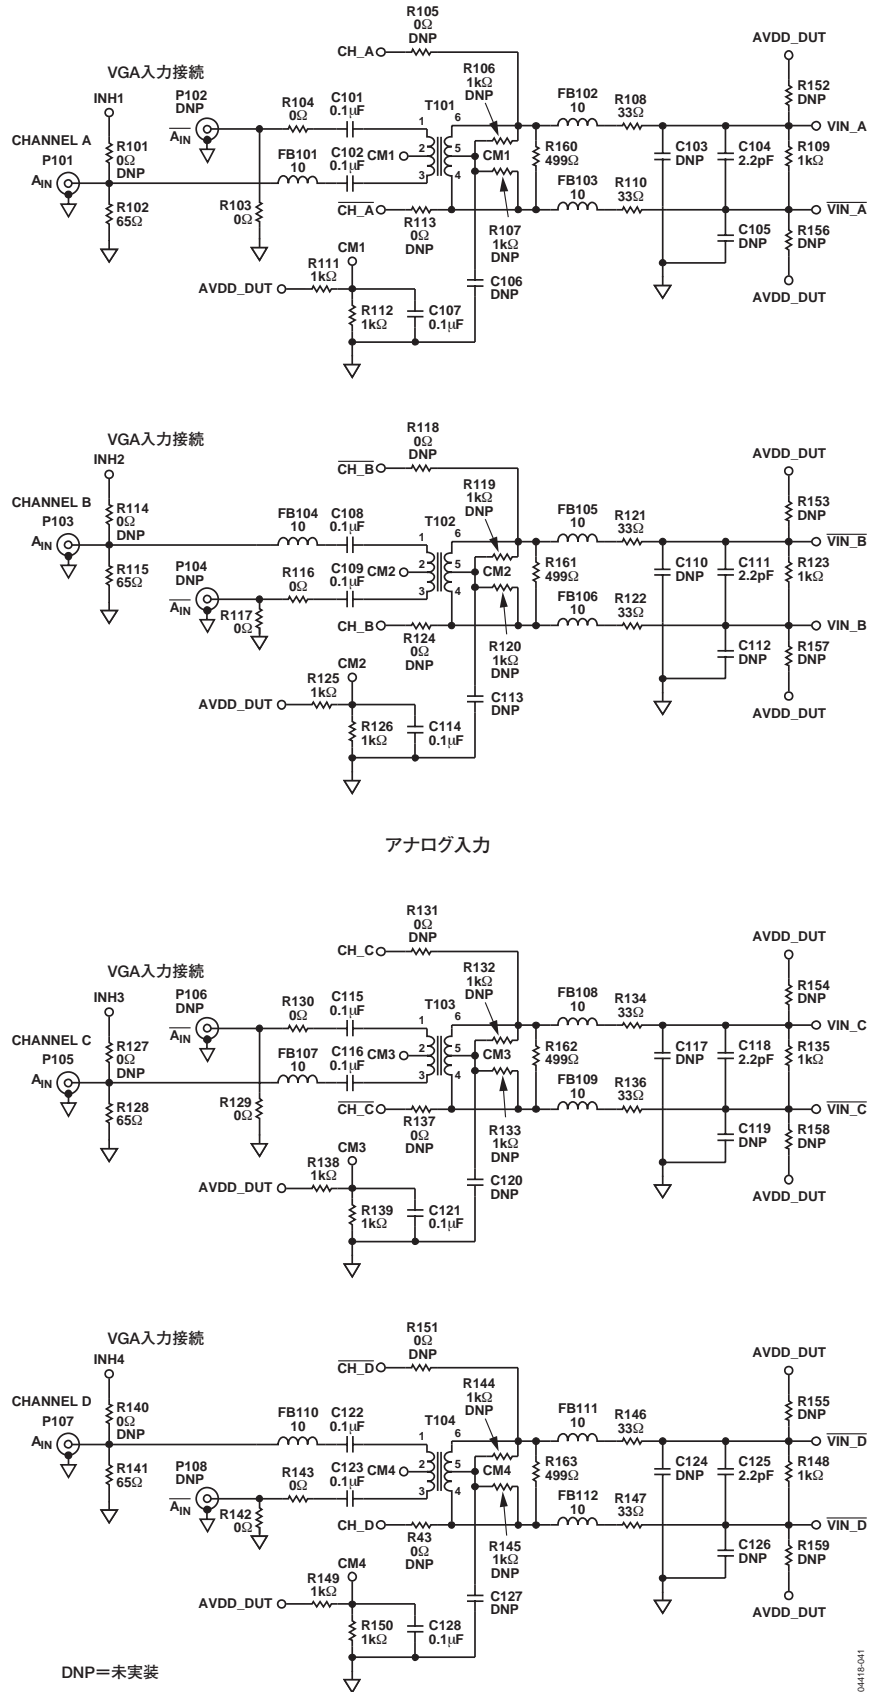 R105
0Ω
DNP
CH_A
AVDD_DUT
VGA入力接続
INH1
P102
DNP
AIN
R104
0Ω
C101
0.1μF
T101
R106
1kΩ
DNP
FB102
10
R108
33Ω
R152
DNP
VIN_A
CHANNEL A
P101
AIN
R101
0Ω
DNP
FB101
10
C102
0.1μF
CM1
1
2
3
6
5
4
CM1
R160
499Ω
C103
DNP
C104
2.2pF
R109
1kΩ
FB103
10
R110
33Ω
R102
65Ω
R103
0Ω
CH_A
R113
0Ω
DNP
R107
1kΩ
DNP
VIN_A
C105
DNP
R156
DNP
AVDD_DUT
CM1
R111
1kΩ
AVDD_DUT
R112
1kΩ
C107
0.1μF
C106
DNP
R118
0Ω
DNP
CH_B
AVDD_DUT
VGA入力接続
INH2
CHANNEL B
P103
AIN
R114
0Ω
DNP
FB104
10
C108
0.1μF
T102
R119
1kΩ
DNP
FB105
10
R121
33Ω
R153
DNP
VIN_B
R115
65Ω
P104
DNP
AIN
R116
0Ω
C109
0.1μF
CM2
1
2
3
6
5
4
CM2
R161
499Ω
C110
DNP
C111
2.2pF
R123
1kΩ
FB106
10
R122
33Ω
R117
0Ω
CH_B
R124
0Ω
DNP
R120
1kΩ
DNP
VIN_B
C112
DNP
R157
DNP
AVDD_DUT
CM2
R125
1kΩ
AVDD_DUT
R126
1kΩ
C114
0.1μF
C113
DNP
アナログ入力
R131
0Ω
DNP
CH_C
AVDD_DUT
VGA入力接続
INH3
P106
DNP
AIN
R130
0Ω
C115
0.1μF
T103
R132
1kΩ
DNP
FB108
10
R134
33Ω
R154
DNP
VIN_C
CHANNEL C
P105
AIN
R127
0Ω
DNP
FB107
10
C116
0.1μF
CM3
1
2
3
6
5
4
CM3
R162
499Ω
C117
DNP
C118
2.2pF
R135
1kΩ
FB109
10
R136
33Ω
R128
65Ω
R129
0Ω
CH_C
R137
0Ω
DNP
R133
1kΩ
DNP
VIN_C
C119
DNP
R158
DNP
AVDD_DUT
CM3
R138
1kΩ
AVDD_DUT
R139
1kΩ
C121
0.1μF
C120
DNP
R151
0Ω
DNP
CH_D
AVDD_DUT
VGA入力接続
INH4
CHANNEL D
P107
AIN
R140
0Ω
DNP
FB110
10
C122
0.1μF
T104
R144
1kΩ
DNP
FB111
10
R146
33Ω
R155
DNP
VIN_D
R141
65Ω
P108
DNP
AIN
R143
0Ω
C123
0.1μF
CM4
1
2
3
6
5
4
CM4
R163
499Ω
C124
DNP
C125
2.2pF
R148
1kΩ
FB112
10
R147
33Ω
R142
0Ω
CH_D
R43
0Ω
DNP
R145
1kΩ
DNP
VIN_D
C126
DNP
R159
DNP
AVDD_DUT
CM4
R149
1kΩ
AVDD_DUT
R150
1kΩ
C128
0.1μF
C127
DNP
DNP＝未実装
04418-041